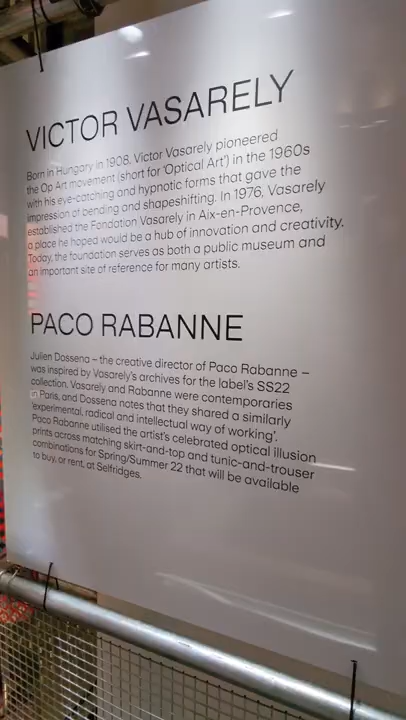 VICTOR VASARELY
Born in Hungary in 1908, Victor Vasarely pioneered
the Op Art movement (short for 'Optical Art') in the 1960s
with his eye-catching and hypnotic forms that gave the
impression of bending and shapeshifting. In 1976, Vasarely
established the Fondation Vasarely in Aix-en-Provence,
a place he hoped would be a hub of innovation and creativity.
Today, the foundation serves as both a public museum and
an important site of reference for many artists.
PACO RABANNE
Julien Dossena – the creative director of Paco Rabanne –
was inspired by Vasarely's archives for the label's SS22
collection. Vasarely and Rabanne were contemporaries
in Paris, and Dossena notes that they shared a similarly
'experimental, radical and intellectual way of working'.
Paco Rabanne utilised the artist's celebrated optical illusion
prints across matching skirt-and-top and tunic-and-trouser
combinations for Spring/Summer 22 that will be available
to buy, or rent, at Selfridges.